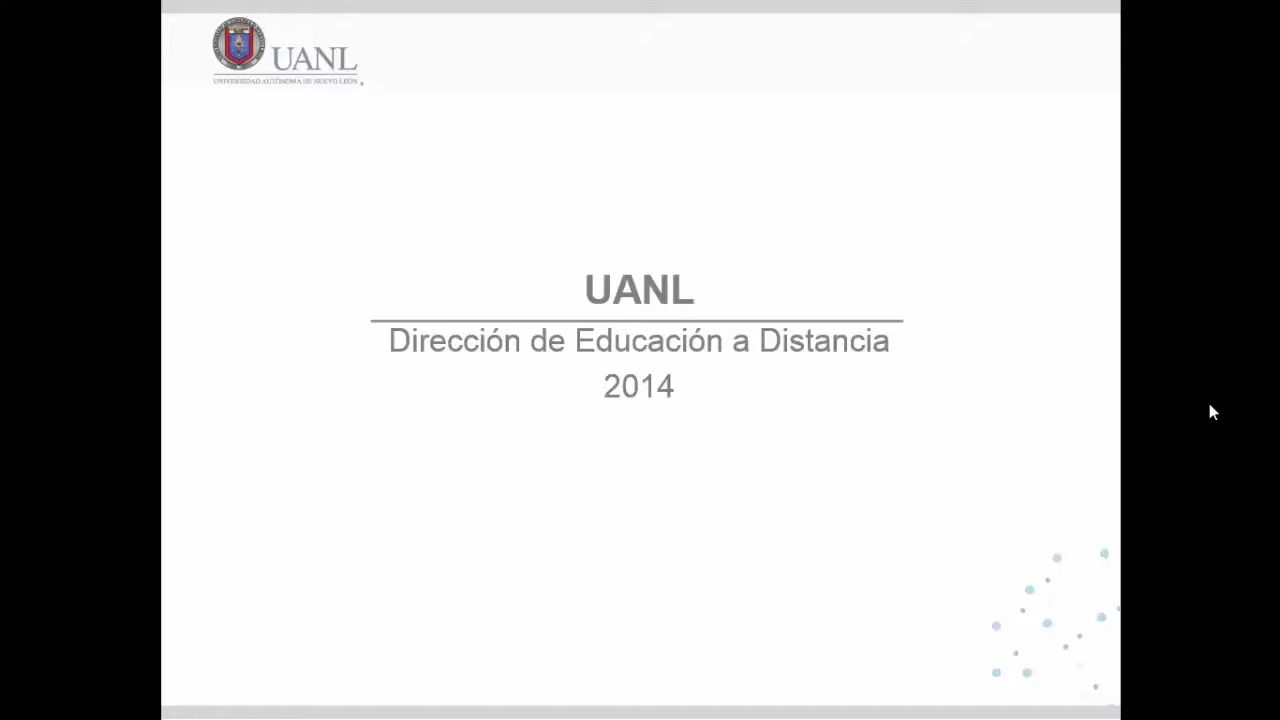 UANL
UNIVERSIDAD AUTÓNOMA DE NUEVO LEÓN
UANL
Dirección de Educación a Distancia
2014